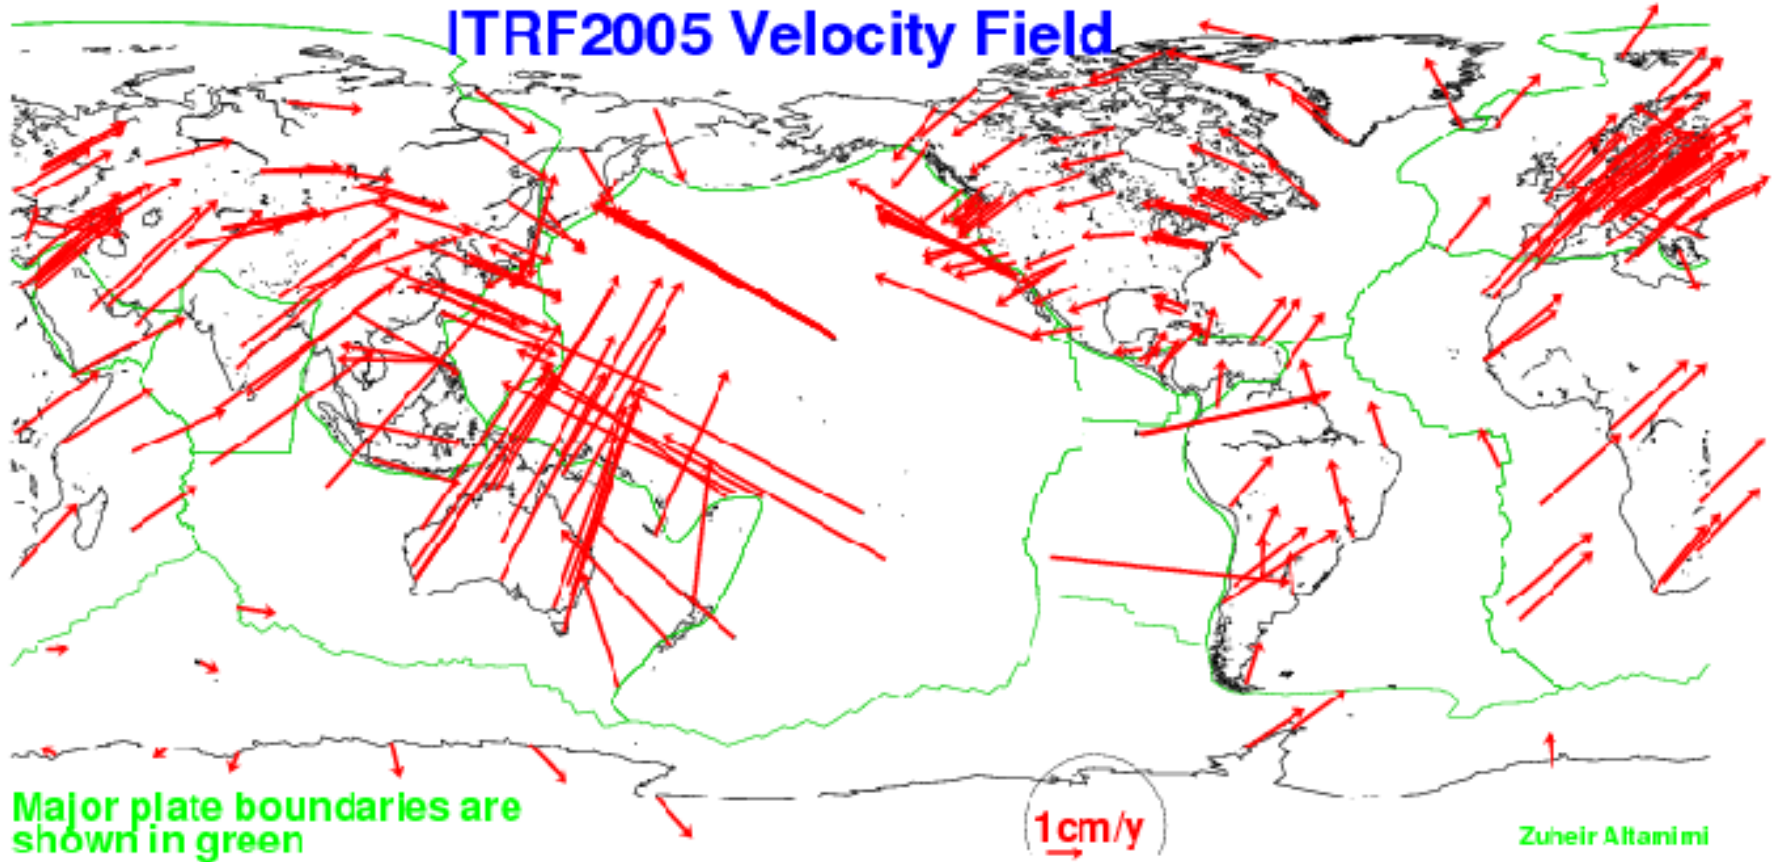 ITRF2005 Velocity Field
Major plate boundaries are
shown in green
1cm/y
Zuheir Altamimi